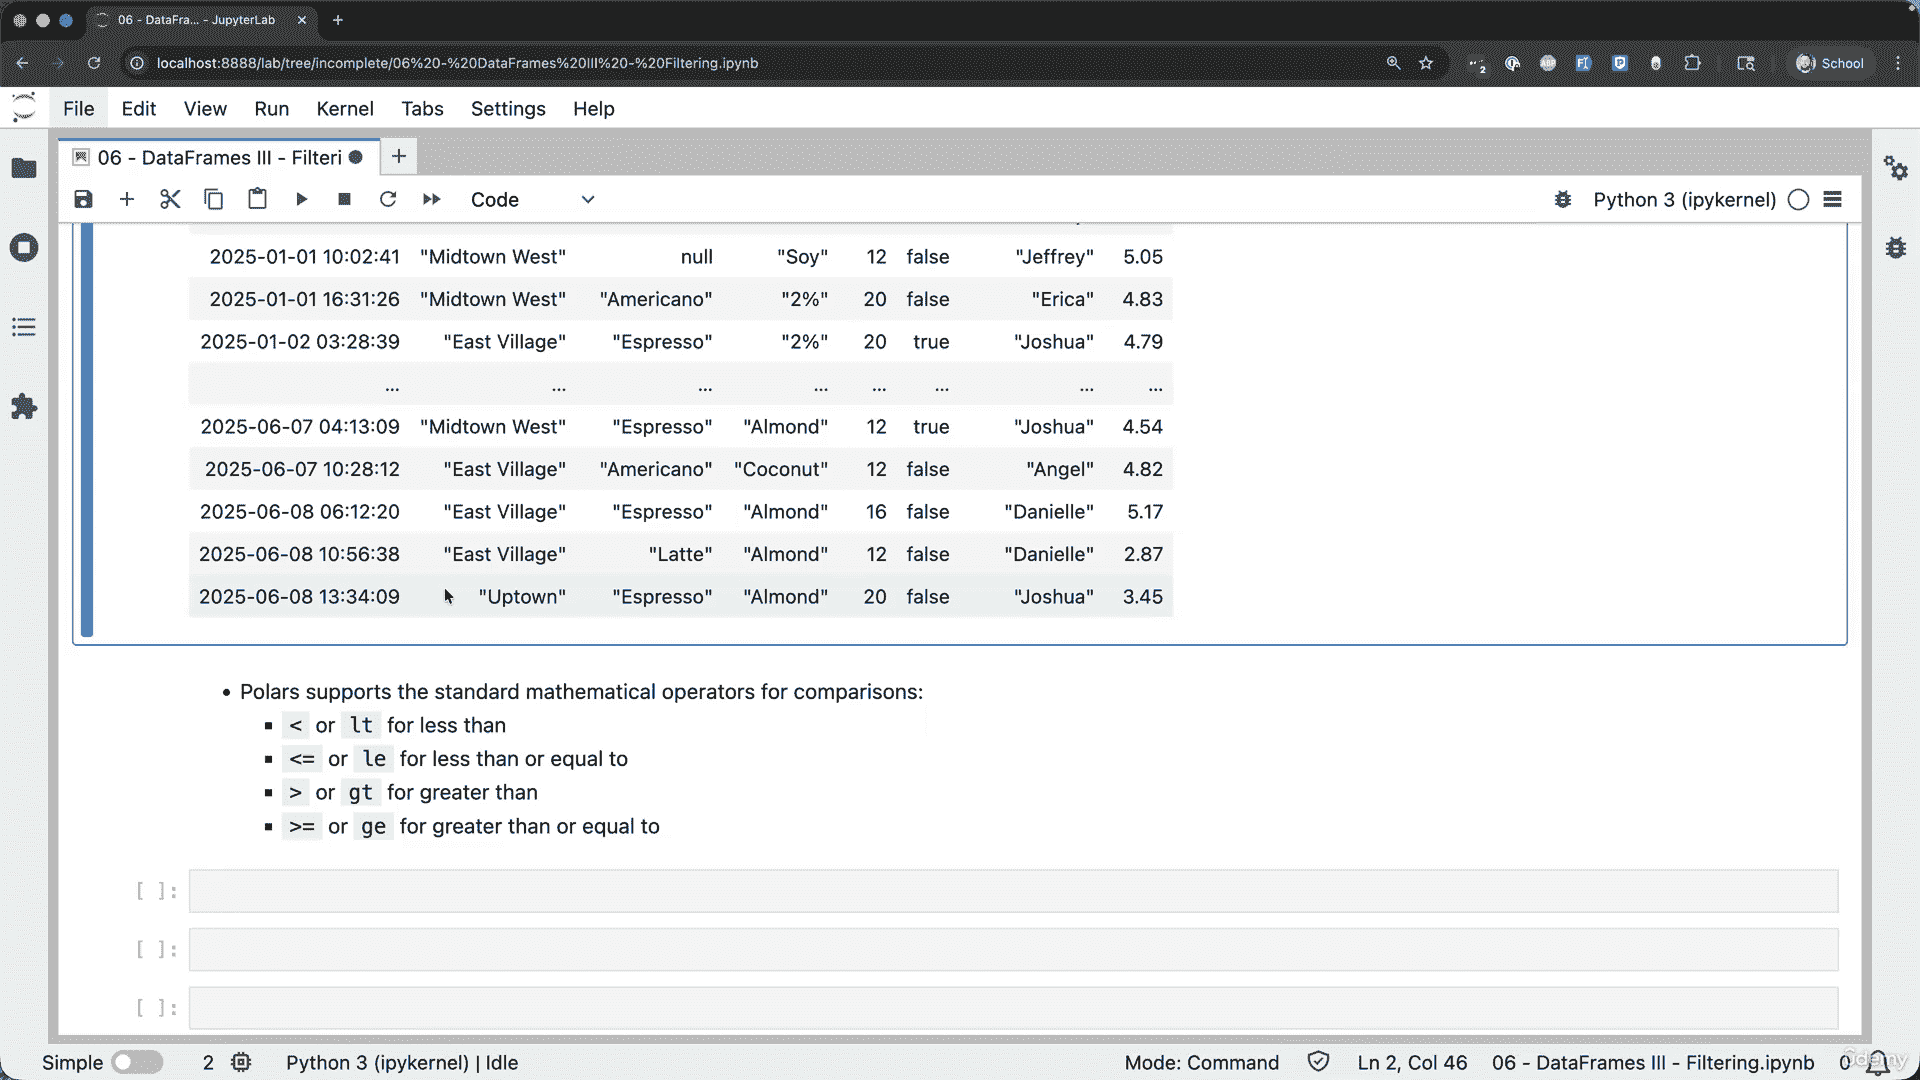 06 - DataFra... - JupyterLab
localhost:8888/lab/tree/incomplete/06%20-%20DataFrames%20III%20-%20Filtering.ipynb
2
ABP
School
File Edit View Run Kernel Tabs Settings Help
06 - DataFrames III - Filteri
Code
Python 3 (ipykernel)
2025-01-01 10:02:41 "Midtown West" null "Soy" 12 false "Jeffrey" 5.05
2025-01-01 16:31:26 "Midtown West" "Americano" "2%" 20 false "Erica" 4.83
2025-01-02 03:28:39 "East Village" "Espresso" "2%" 20 true "Joshua" 4.79
... ... ... ... ... ... ... ...
2025-06-07 04:13:09 "Midtown West" "Espresso" "Almond" 12 true "Joshua" 4.54
2025-06-07 10:28:12 "East Village" "Americano" "Coconut" 12 false "Angel" 4.82
2025-06-08 06:12:20 "East Village" "Espresso" "Almond" 16 false "Danielle" 5.17
2025-06-08 10:56:38 "East Village" "Latte" "Almond" 12 false "Danielle" 2.87
2025-06-08 13:34:09 "Uptown" "Espresso" "Almond" 20 false "Joshua" 3.45
• Polars supports the standard mathematical operators for comparisons:
▪ < or lt for less than
▪ <= or le for less than or equal to
▪ > or gt for greater than
▪ >= or ge for greater than or equal to
[ ]:
[ ]:
[ ]:
Simple 2 Python 3 (ipykernel) | Idle Mode: Command Ln 2, Col 46 06 - DataFrames III - Filtering.ipynb 0
Udemy